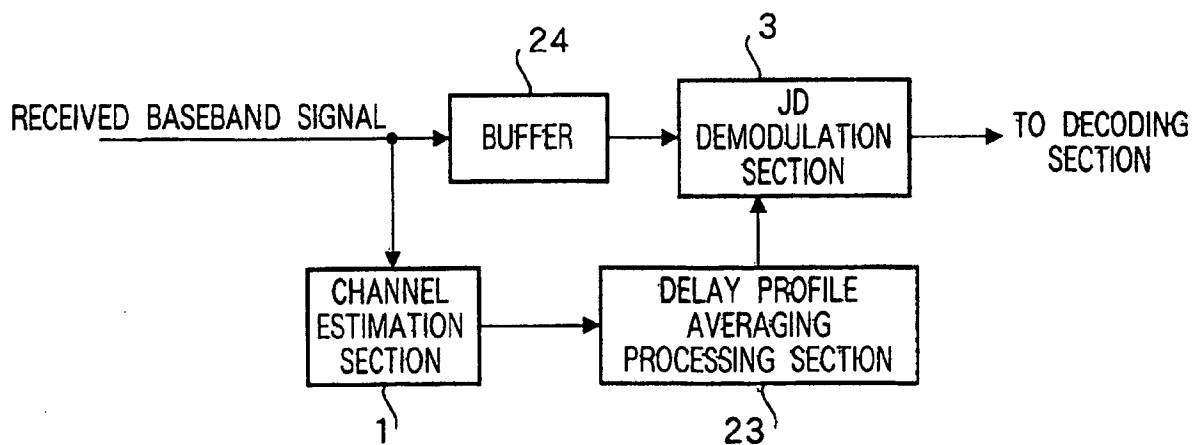 24
3
RECEIVED BASEBAND SIGNAL
BUFFER
JD
DEMODULATION
SECTION
TO DECODING
SECTION
CHANNEL
ESTIMATION
SECTION
DELAY PROFILE
AVERAGING
PROCESSING SECTION
1
23